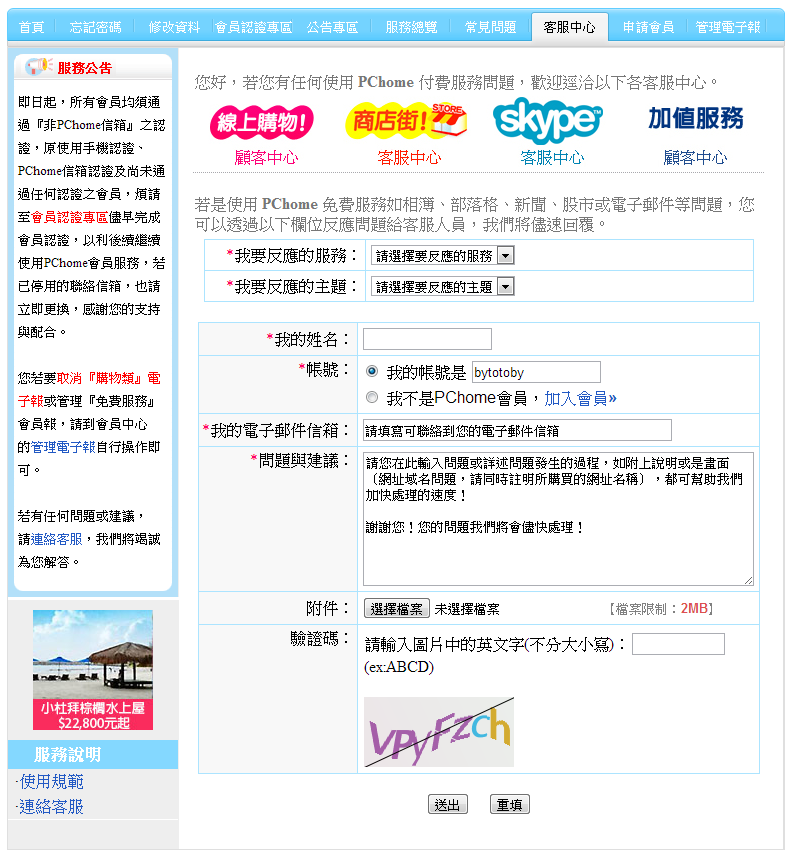 首頁 忘記密碼 修改資料 會員認證專區 公告專區 服務總覽 常見問題 客服中心 申請會員 管理電子報
服務公告
即日起，所有會員均須通
過『非PChome信箱』之認
證，原使用手機認證、
PChome信箱認證及尚未通
過任何認證之會員，煩請
至會員認證專區儘早完成
會員認證，以利後續繼續
使用PChome會員服務，若
已停用的聯絡信箱，也請
立即更換，感謝您的支持
與配合。
您若要取消『購物類』電
子報或管理『免費服務』
會員報，請到會員中心
的管理電子報自行操作即
可。
若有任何問題或建議，
請連絡客服，我們將竭誠
為您解答。
小杜拜棕櫚水上屋
$22,800元起
服務說明
·使用規範
·連絡客服
您好，若您有任何使用 PChome 付費服務問題，歡迎逕洽以下各客服中心。
線上購物! 商店街! STORE 77 skype 加值服務
顧客中心 客服中心 客服中心 顧客中心
若是使用 PChome 免費服務如相簿、部落格、新聞、股市或電子郵件等問題，您
可以透過以下欄位反應問題給客服人員，我們將儘速回覆。
*我要反應的服務： 請選擇要反應的服務
*我要反應的主題： 請選擇要反應的主題
*我的姓名：
*帳號： 我的帳號是 bytotoby
我不是PChome會員，加入會員»
*我的電子郵件信箱： 請填寫可聯絡到您的電子郵件信箱
*問題與建議： 請您在此輸入問題或詳述問題發生的過程，如附上說明或是畫面
〔網址域名問題，請同時註明所購買的網址名稱〕，都可幫助我們
加快處理的速度！
謝謝您！您的問題我們將會儘快處理！
附件： 選擇檔案 未選擇檔案 【檔案限制：2MB】
驗證碼： 請輸入圖片中的英文字(不分大小寫)：
(ex:ABCD)
VPyFzch
送出 重填